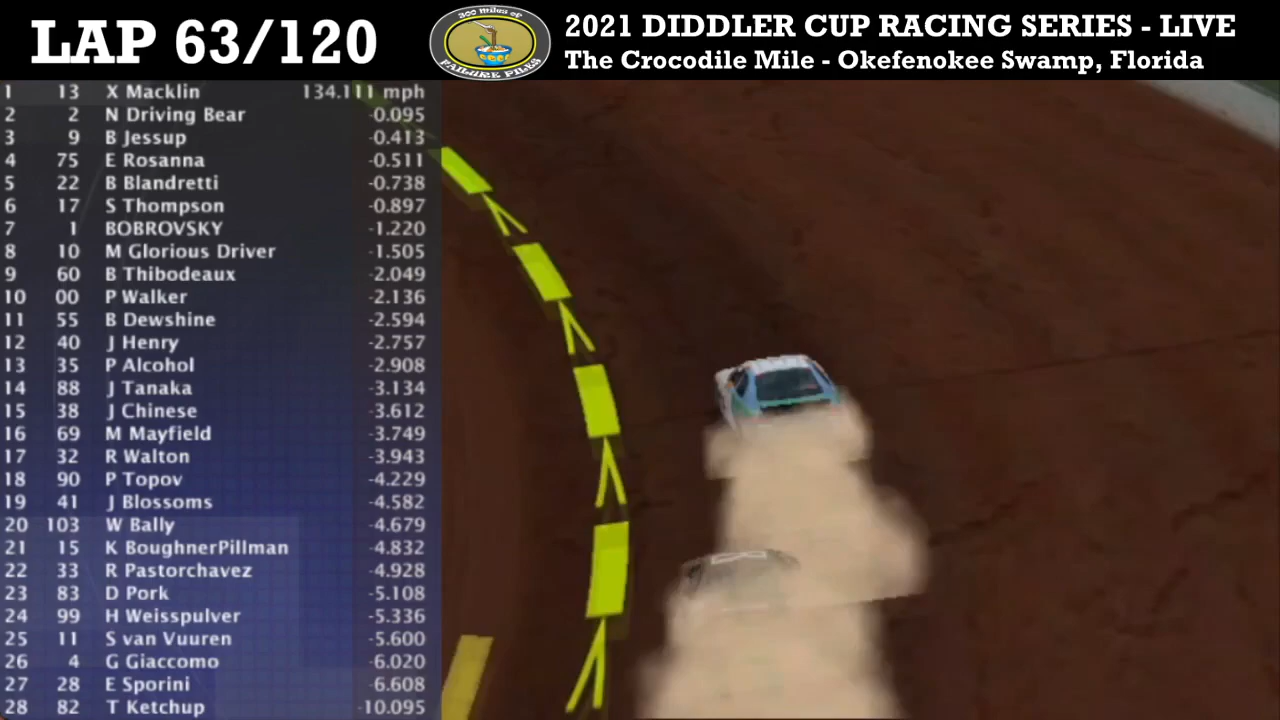 LAP 63/120
300 Miles of
FAILURE PILES
2021 DIDDLER CUP RACING SERIES - LIVE
The Crocodile Mile - Okefenokee Swamp, Florida
1 13 X Macklin 134.111 mph
2 2 N Driving Bear -0.095
3 9 B Jessup -0.413
4 75 E Rosanna -0.511
5 22 B Blandretti -0.738
6 17 S Thompson -0.897
7 1 BOBROVSKY -1.220
8 10 M Glorious Driver -1.505
9 60 B Thibodeaux -2.049
10 00 P Walker -2.136
11 55 B Dewshine -2.594
12 40 J Henry -2.757
13 35 P Alcohol -2.908
14 88 J Tanaka -3.134
15 38 J Chinese -3.612
16 69 M Mayfield -3.749
17 32 R Walton -3.943
18 90 P Topov -4.229
19 41 J Blossoms -4.582
20 103 W Bally -4.679
21 15 K BoughnerPillman -4.832
22 33 R Pastorchavez -4.928
23 83 D Pork -5.108
24 99 H Weisspulver -5.336
25 11 S van Vuuren -5.600
26 4 G Giaccomo -6.020
27 28 E Sporini -6.608
28 82 T Ketchup -10.095